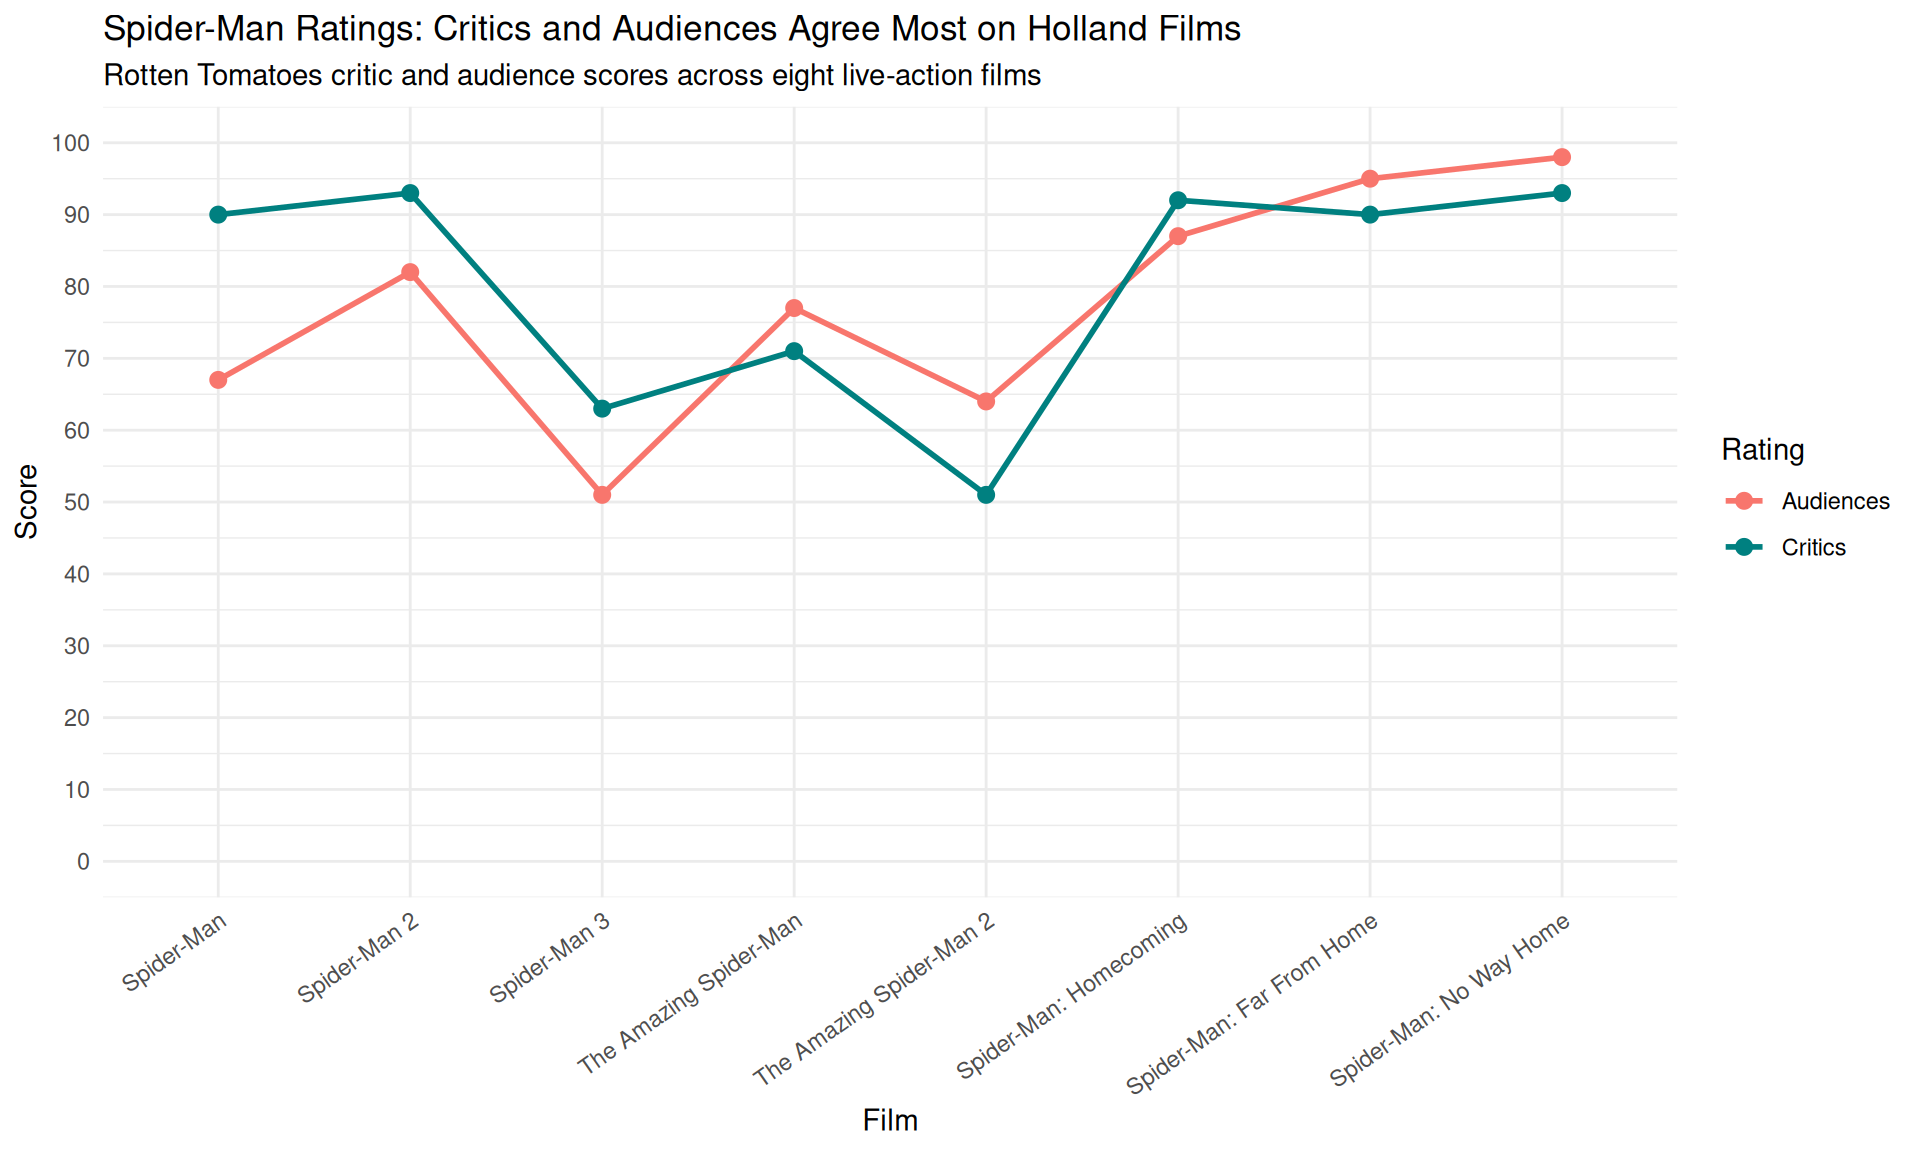 Spider-Man Ratings: Critics and Audiences Agree Most on Holland Films
Rotten Tomatoes critic and audience scores across eight live-action films
Score
100
90
80
70
60
50
40
30
20
10
0
Spider-Man
Spider-Man 2
Spider-Man 3
The Amazing Spider-Man
The Amazing Spider-Man 2
Spider-Man: Homecoming
Spider-Man: Far From Home
Spider-Man: No Way Home
Film
Rating
Audiences
Critics